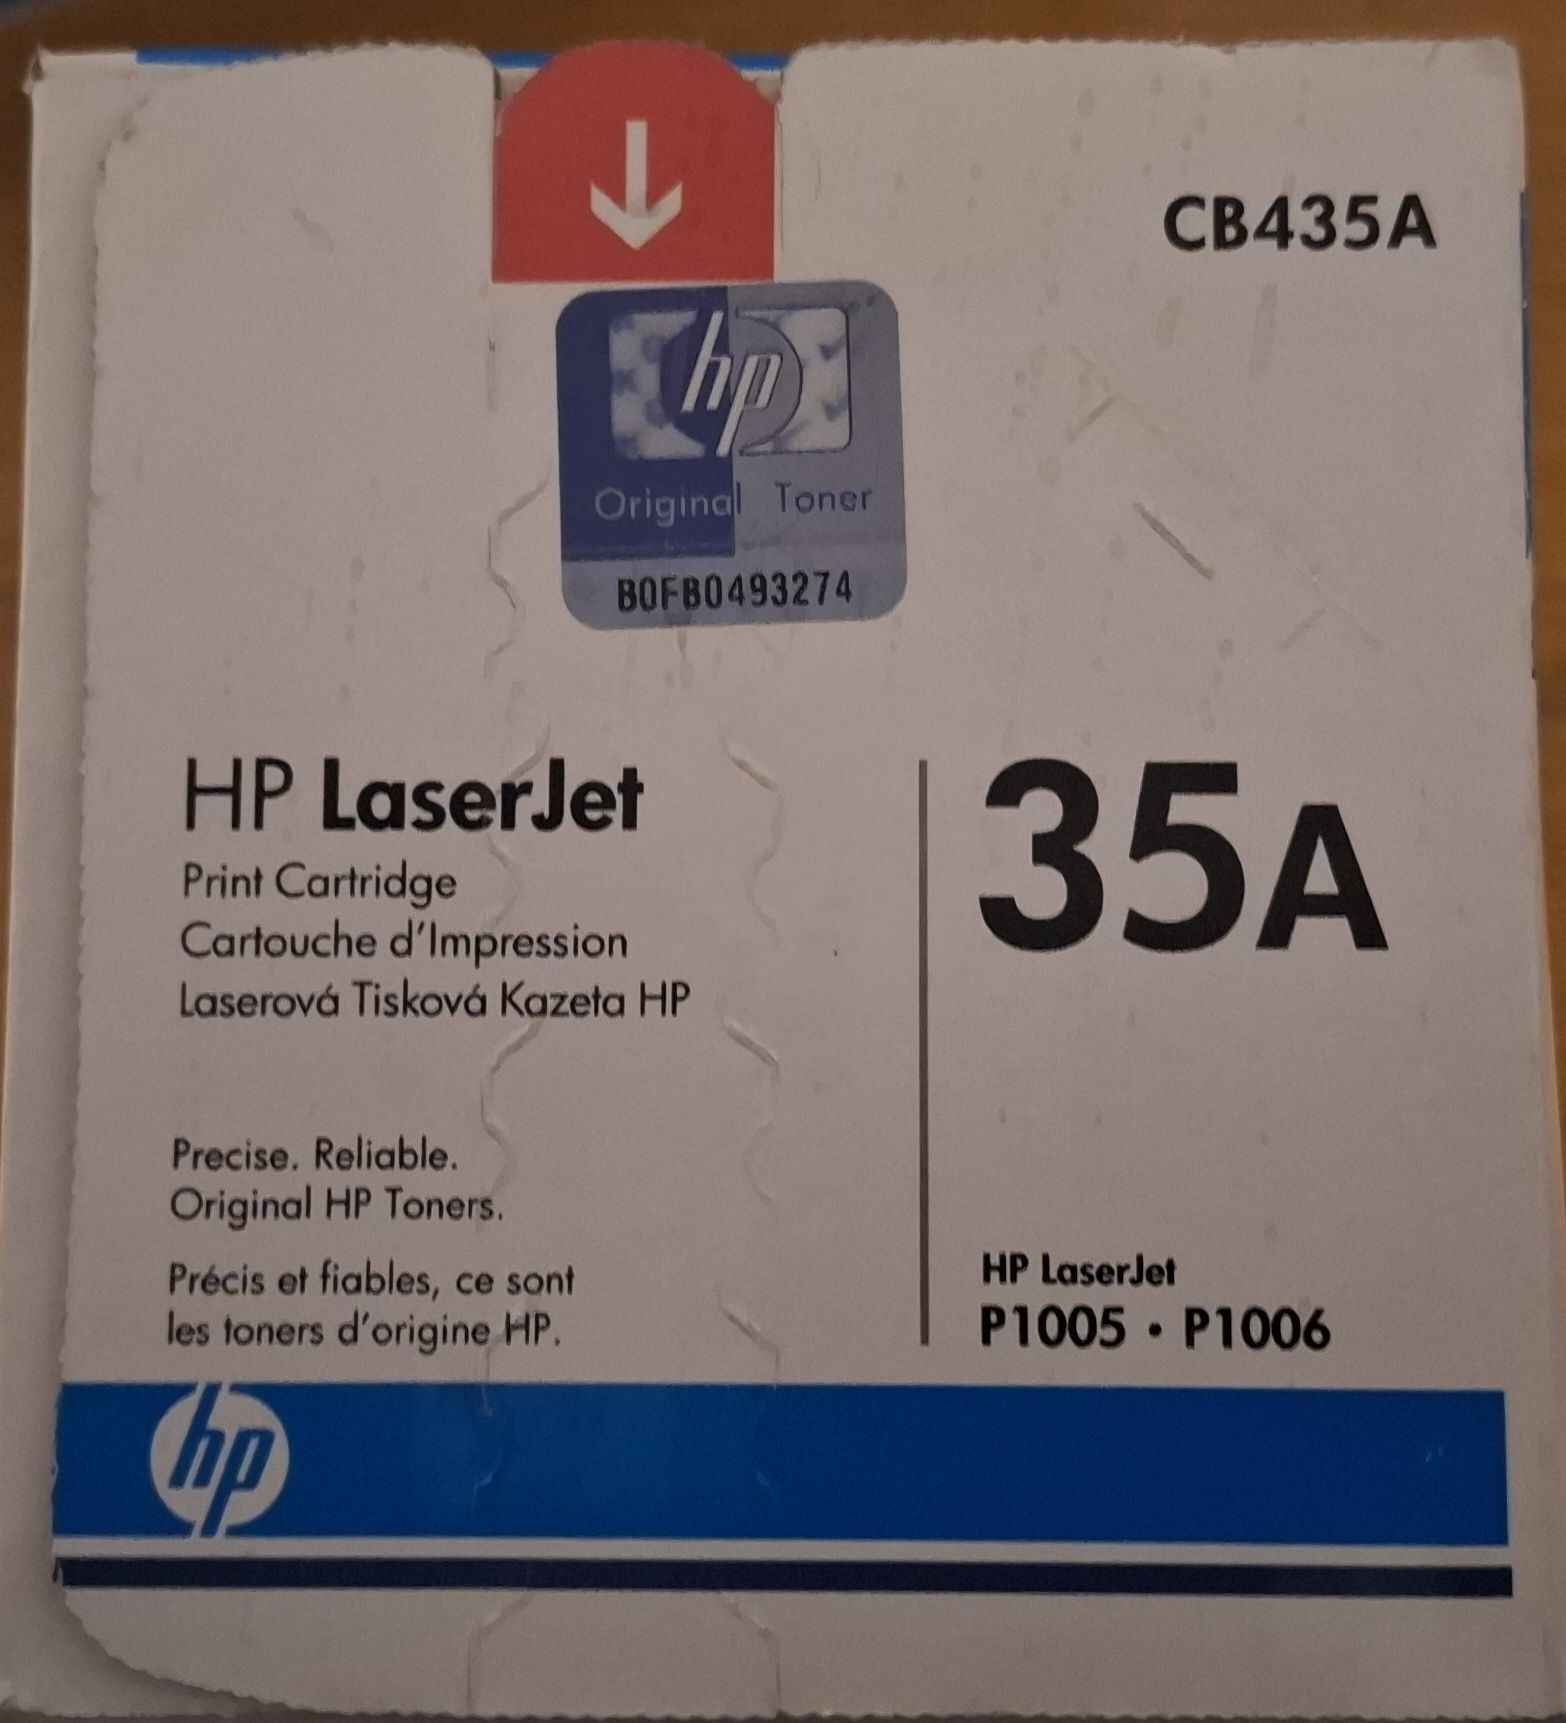 CB435A
hp
Original Toner
B0FB0493274
HP LaserJet
Print Cartridge
Cartouche d'Impression
Laserová Tisková Kazeta HP
35A
Precise. Reliable.
Original HP Toners.
Précis et fiables, ce sont
les toners d'origine HP.
HP LaserJet
P1005 • P1006
hp